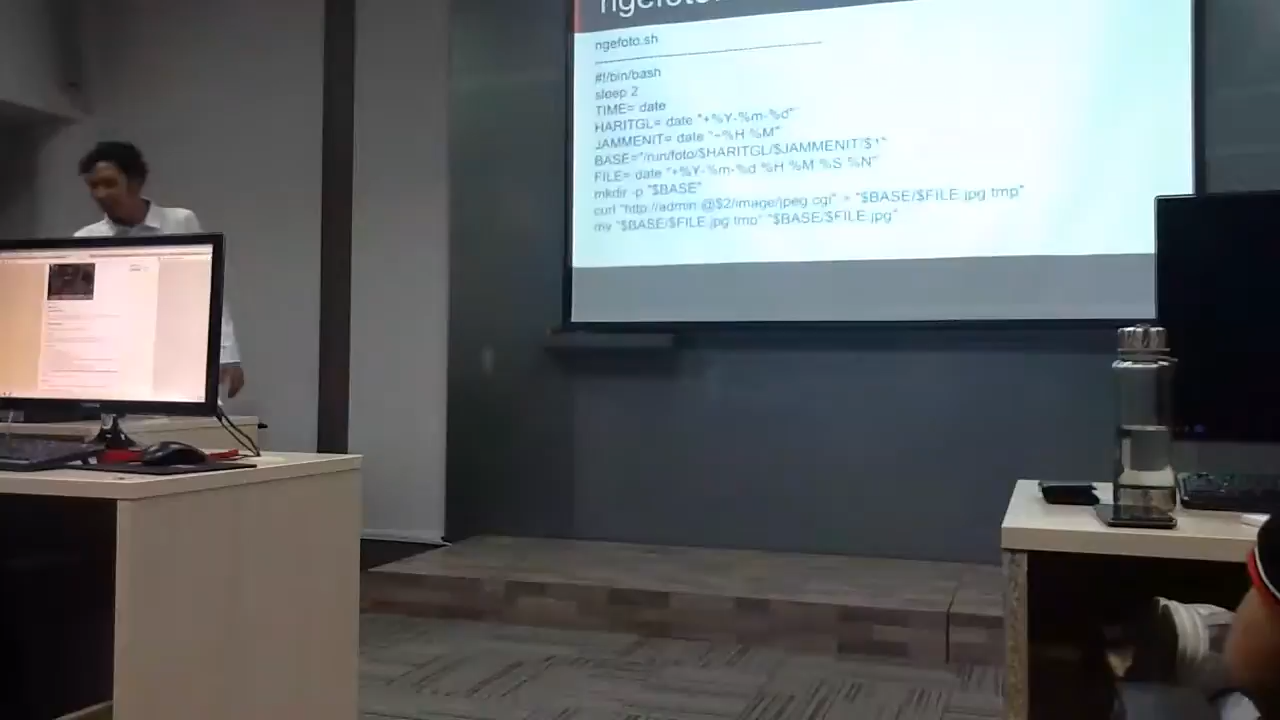 ngefoto.
ngefoto.sh
#!/bin/bash
sleep 2
TIME= date
HARITGL= date "+%Y-%m-%d"
JAMMENIT= date "+%H %M"
BASE="/run/foto/$HARITGL/$JAMMENIT/$1"
FILE= date "+%Y-%m-%d %H %M %S %N"
mkdir -p "$BASE"
curl "http://admin:@$2/image/jpeg.cgi" > "$BASE/$FILE.jpg.tmp"
mv "$BASE/$FILE.jpg.tmp" "$BASE/$FILE.jpg"